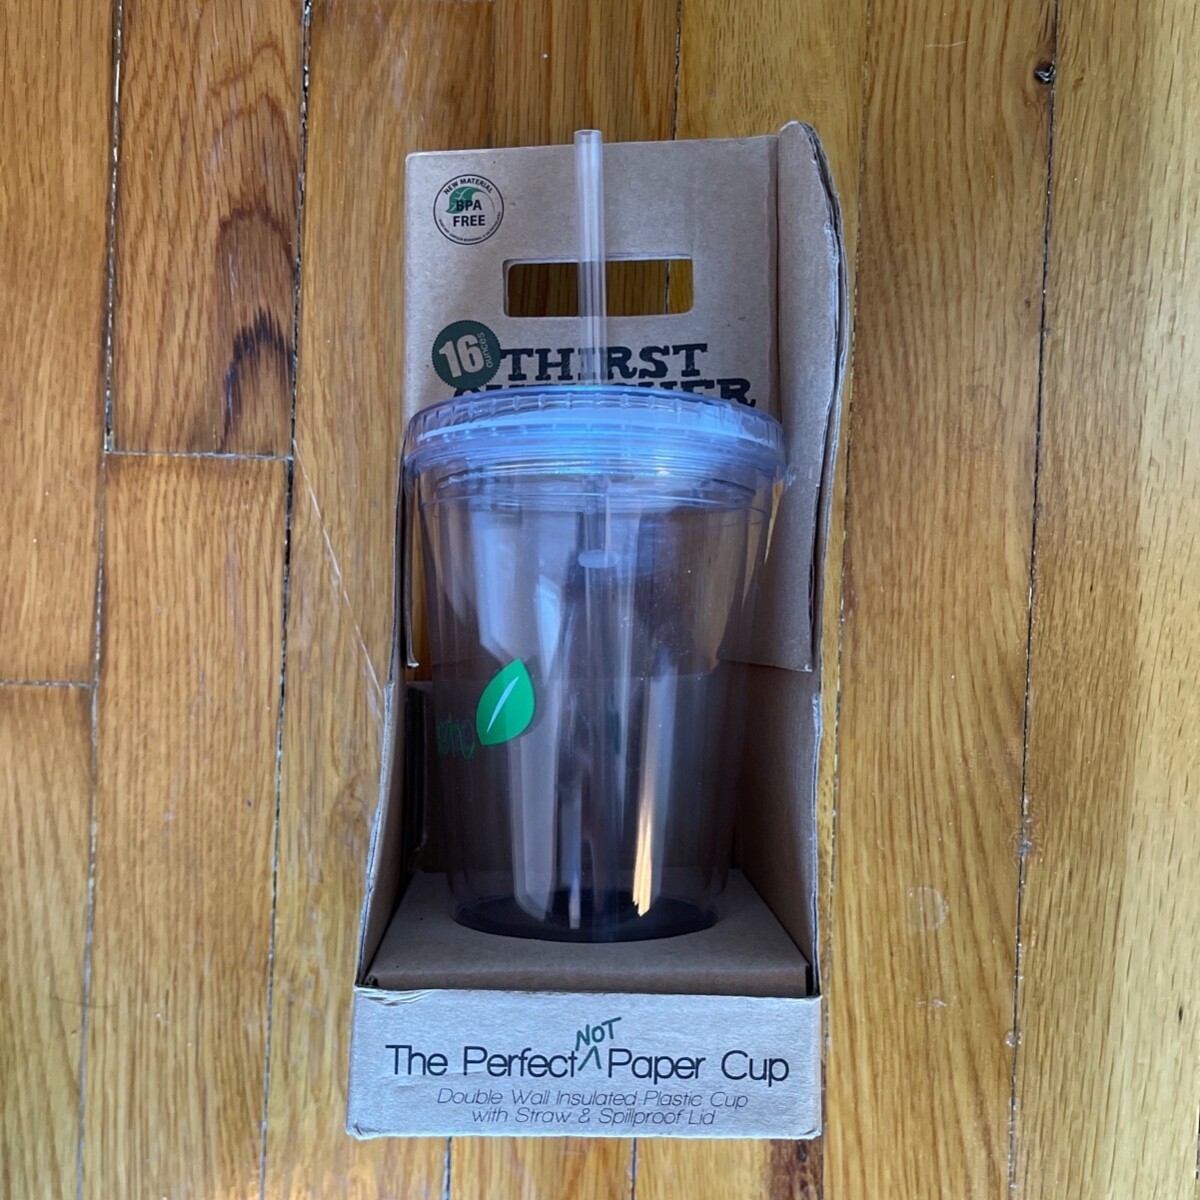 NEW MATERIAL
BPA
FREE
16
ounces
THIRST
NOT
The Perfect Paper Cup
Double Wall Insulated Plastic Cup
with Straw & Spillproof Lid